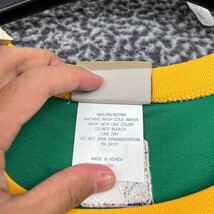 100% POLYESTER
MACHINE WASH COLD WATER
WASH WITH LIKE COLOR
DO NOT BLEACH
LINE DRY
DO NOT IRON ORNAMENTATION
RN 53157
MADE IN KOREA